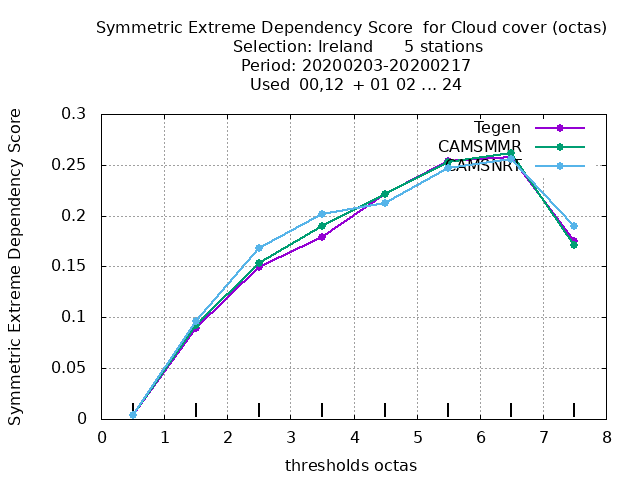 Symmetric Extreme Dependency Score  for Cloud cover (octas)
Selection: Ireland      5 stations
Period: 20200203-20200217
Used  00,12  + 01 02 ... 24
Symmetric Extreme Dependency Score
0.3
0.25
0.2
0.15
0.1
0.05
0
Tegen
CAMSMMR
CAMSNRT
0 1 2 3 4 5 6 7 8
thresholds octas